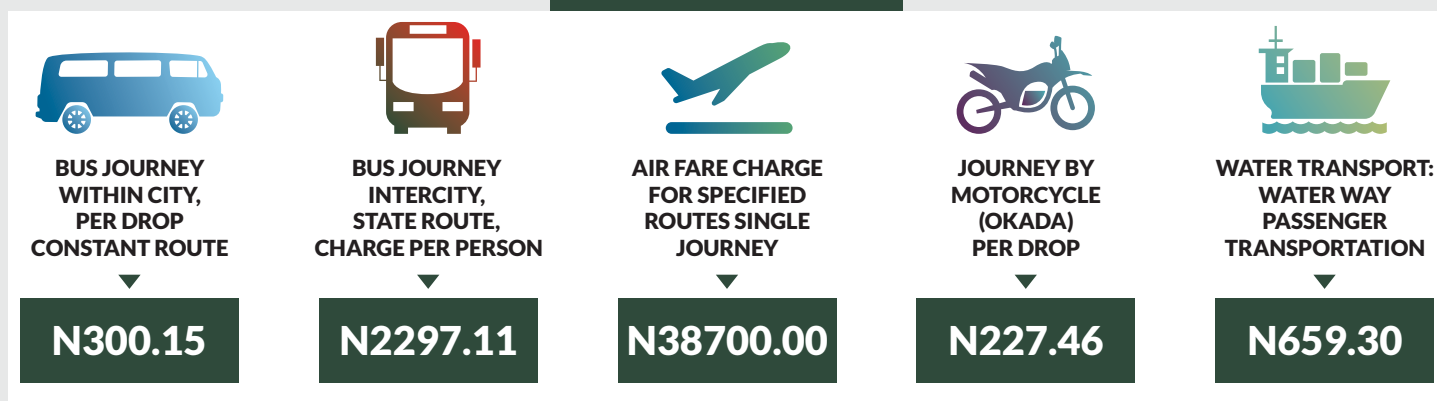 BUS JOURNEY
WITHIN CITY,
PER DROP
CONSTANT ROUTE
N300.15
BUS JOURNEY
INTERCITY,
STATE ROUTE,
CHARGE PER PERSON
N2297.11
AIR FARE CHARGE
FOR SPECIFIED
ROUTES SINGLE
JOURNEY
N38700.00
JOURNEY BY
MOTORCYCLE
(OKADA)
PER DROP
N227.46
WATER TRANSPORT:
WATER WAY
PASSENGER
TRANSPORTATION
N659.30